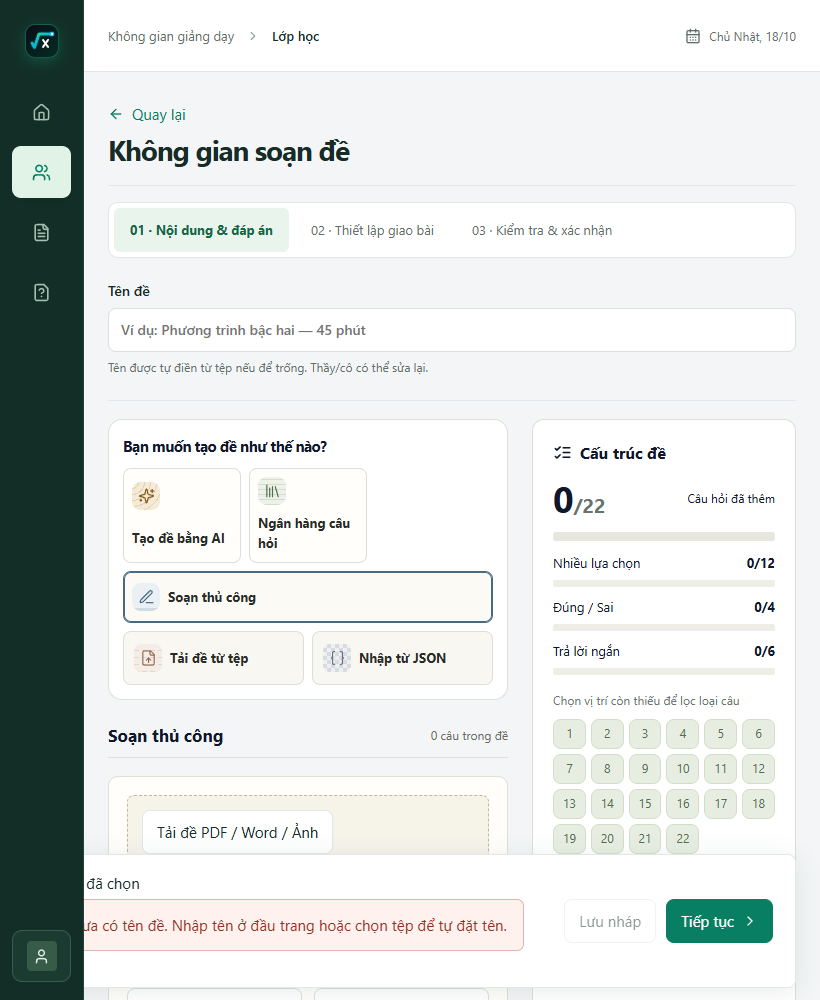 Không gian giảng dạy
Lớp học
Chủ Nhật, 18/10
Quay lại
Không gian soạn đề
01 · Nội dung & đáp án
02 · Thiết lập giao bài
03 · Kiểm tra & xác nhận
Tên đề
Ví dụ: Phương trình bậc hai — 45 phút
Tên được tự điền từ tệp nếu để trống. Thầy/cô có thể sửa lại.
Bạn muốn tạo đề như thế nào?
Tạo đề bằng AI
Ngân hàng câu
hỏi
Soạn thủ công
Tải đề từ tệp
Nhập từ JSON
Soạn thủ công
0 câu trong đề
Tải đề PDF / Word / Ảnh
Cấu trúc đề
0/22
Câu hỏi đã thêm
Nhiều lựa chọn 0/12
Đúng / Sai 0/4
Trả lời ngắn 0/6
Chọn vị trí còn thiếu để lọc loại câu
1 2 3 4 5 6
7 8 9 10 11 12
13 14 15 16 17 18
19 20 21 22
đã chọn
có tên đề. Nhập tên ở đầu trang hoặc chọn tệp để tự đặt tên.
Lưu nháp
Tiếp tục